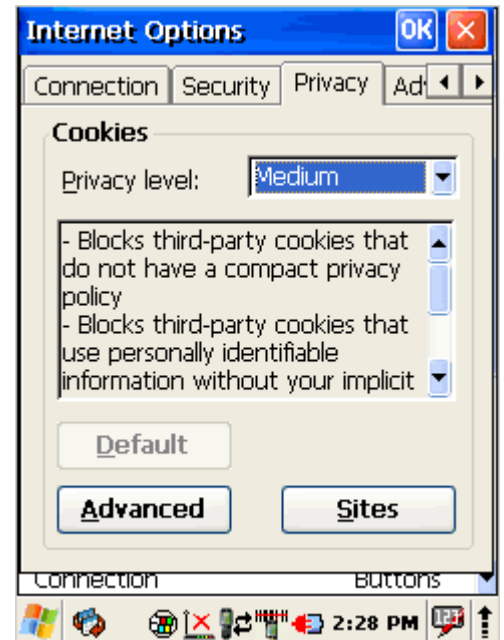 Internet Options OK
Connection Security Privacy Ad
Cookies
Privacy level: Medium
- Blocks third-party cookies that
do not have a compact privacy
policy
- Blocks third-party cookies that
use personally identifiable
information without your implicit
Default
Advanced Sites
Connection Buttons
2:28 PM